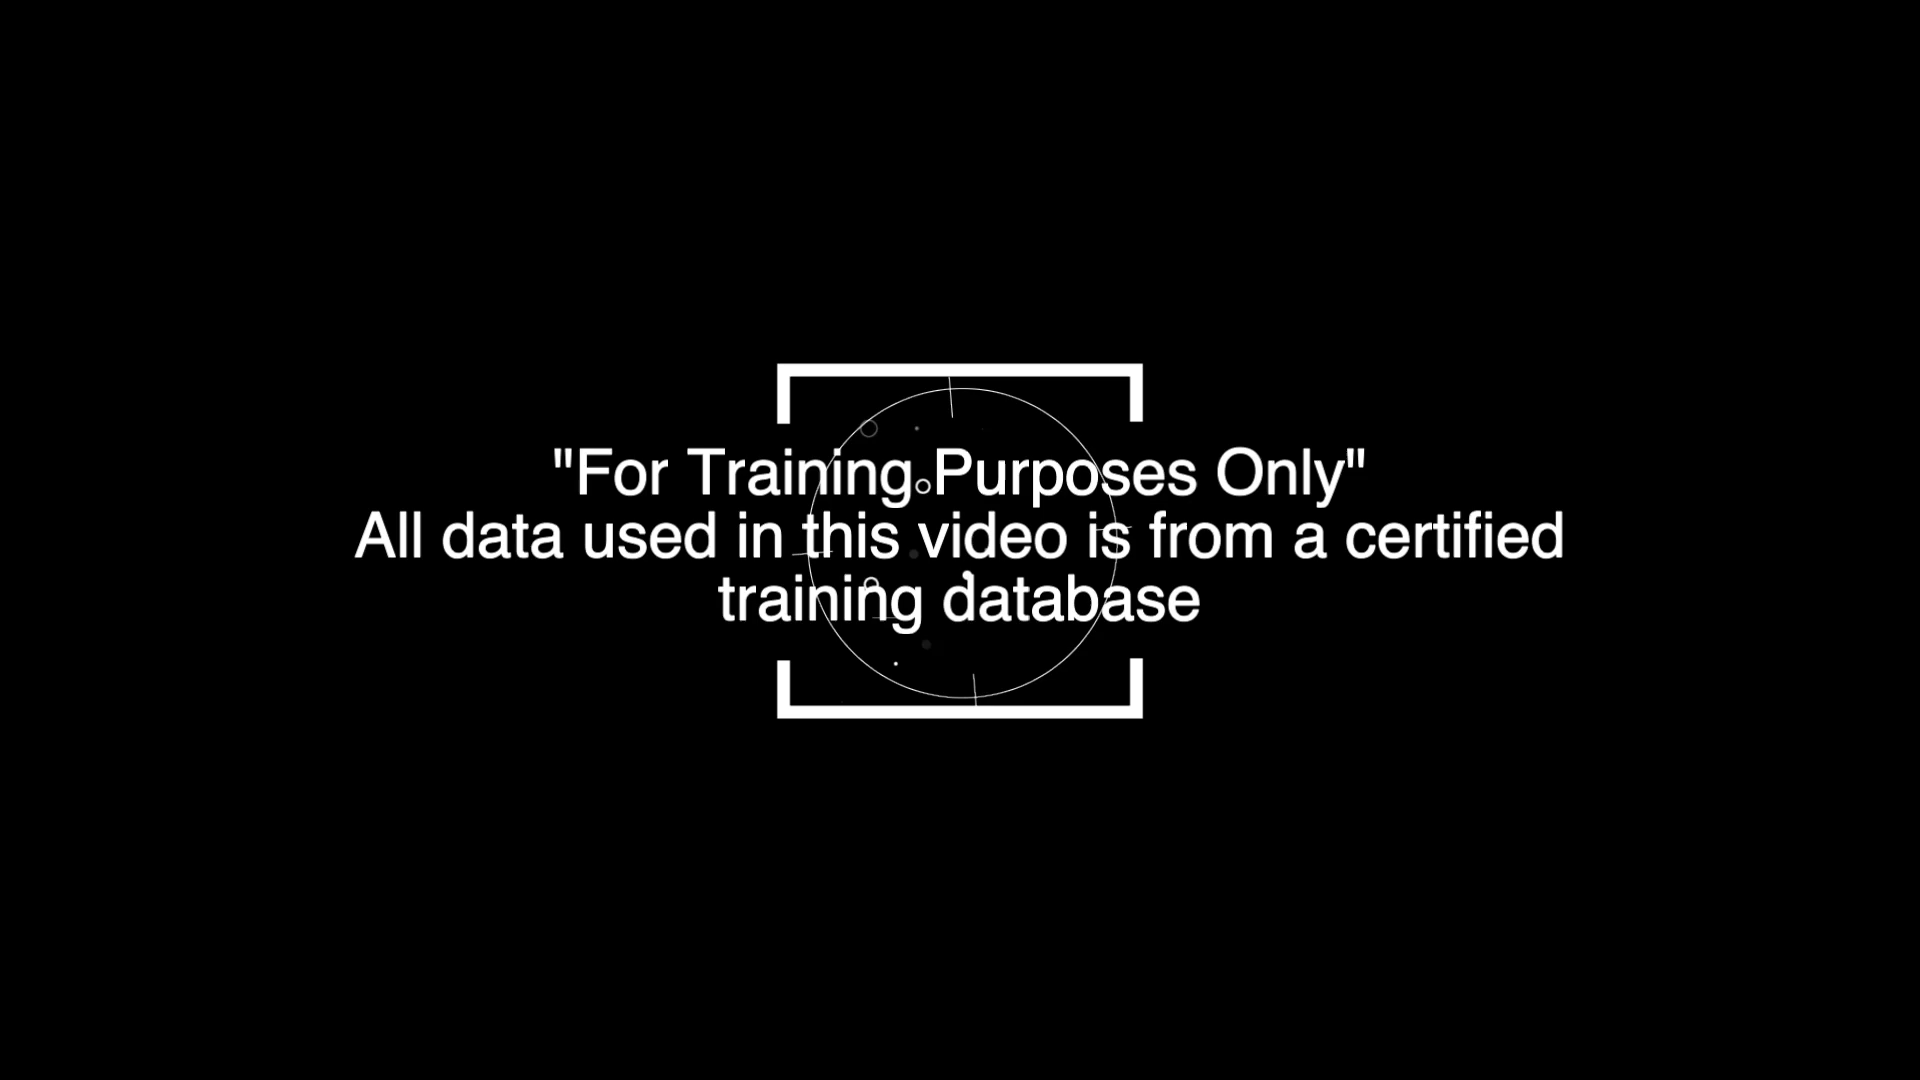 "For Training Purposes Only"
All data used in this video is from a certified
training database